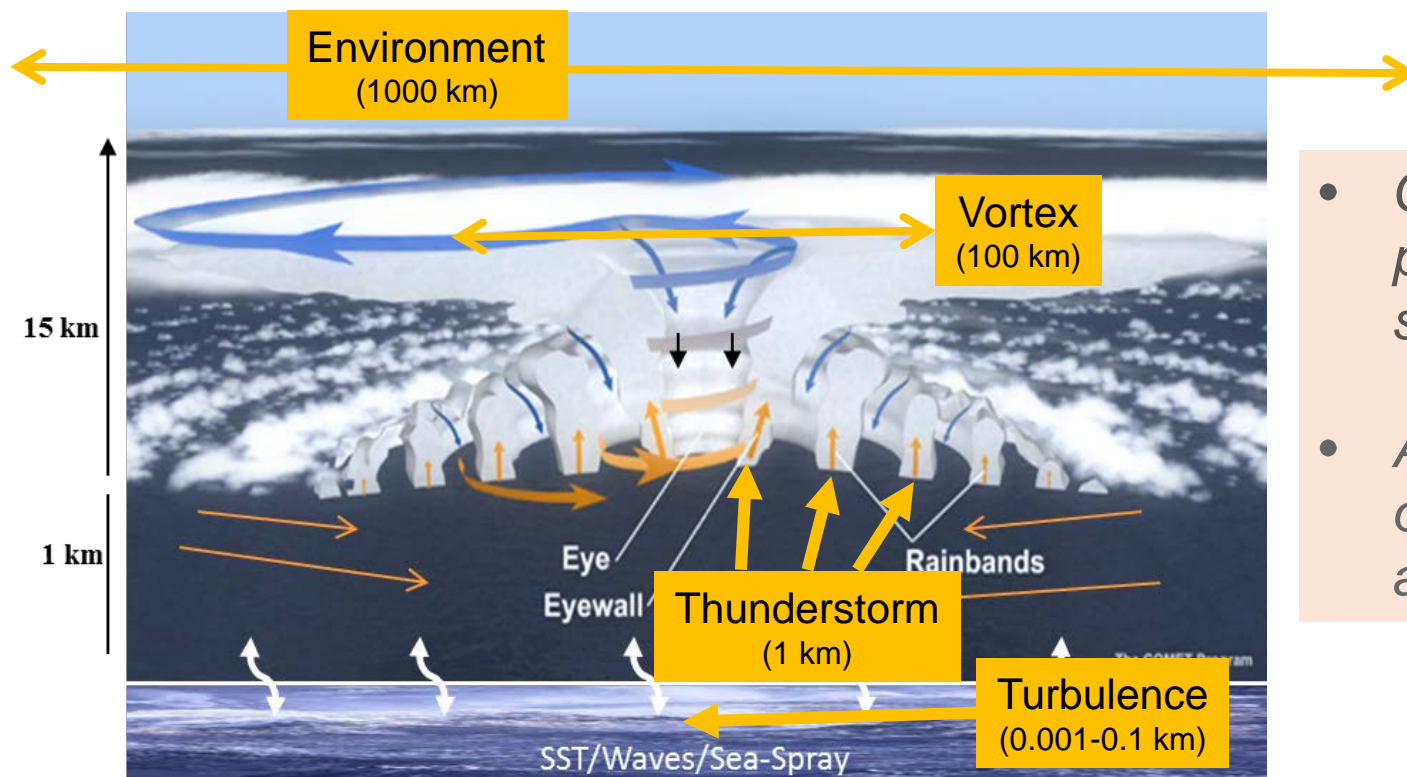 Environment
(1000 km)
Vortex
(100 km)
15 km
1 km
Eye
Eyewall
Rainbands
Thunderstorm
(1 km)
Turbulence
(0.001-0.1 km)
SST/Waves/Sea-Spray